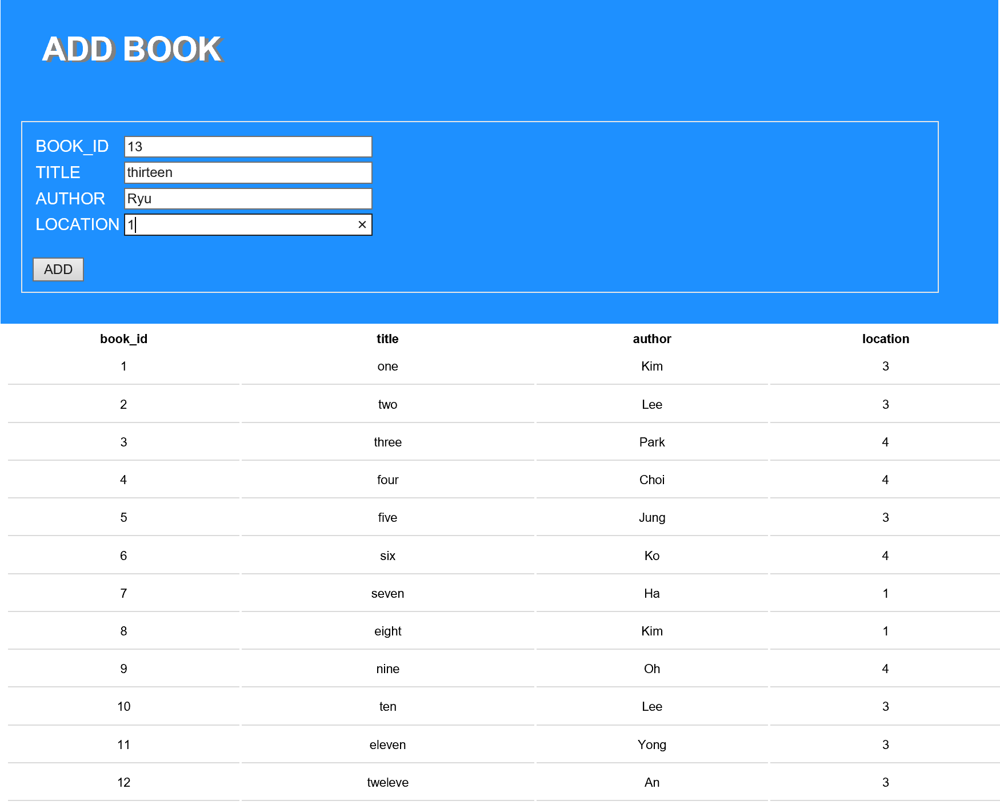 ADD BOOK
BOOK_ID 13
TITLE thirteen
AUTHOR Ryu
LOCATION 1 ×
ADD
book_id title author location
1 one Kim 3
2 two Lee 3
3 three Park 4
4 four Choi 4
5 five Jung 3
6 six Ko 4
7 seven Ha 1
8 eight Kim 1
9 nine Oh 4
10 ten Lee 3
11 eleven Yong 3
12 tweleve An 3